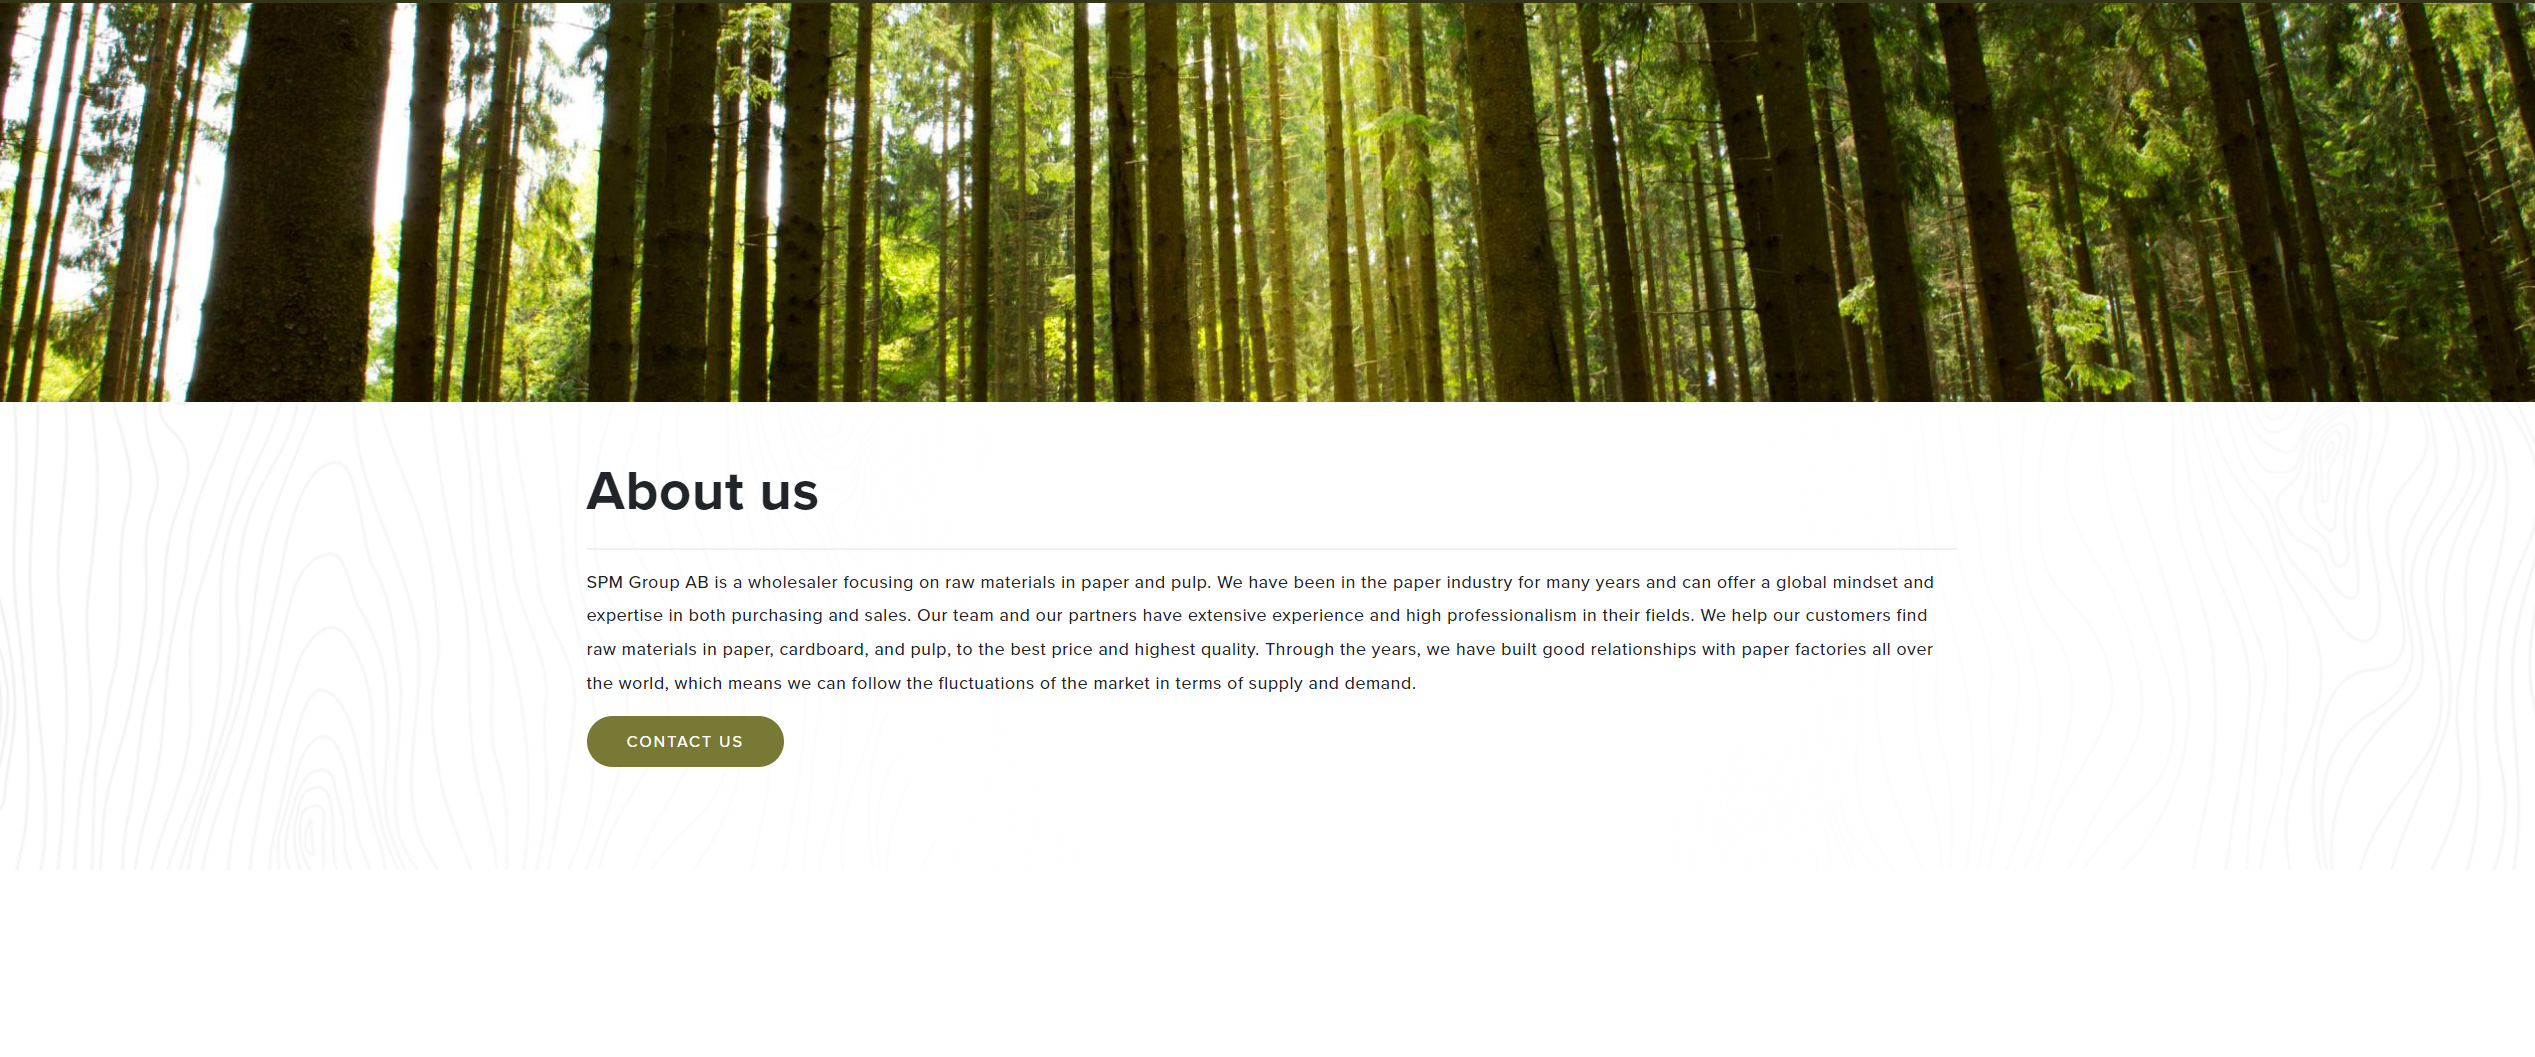 About us
SPM Group AB is a wholesaler focusing on raw materials in paper and pulp. We have been in the paper industry for many years and can offer a global mindset and
expertise in both purchasing and sales. Our team and our partners have extensive experience and high professionalism in their fields. We help our customers find
raw materials in paper, cardboard, and pulp, to the best price and highest quality. Through the years, we have built good relationships with paper factories all over
the world, which means we can follow the fluctuations of the market in terms of supply and demand.
CONTACT US